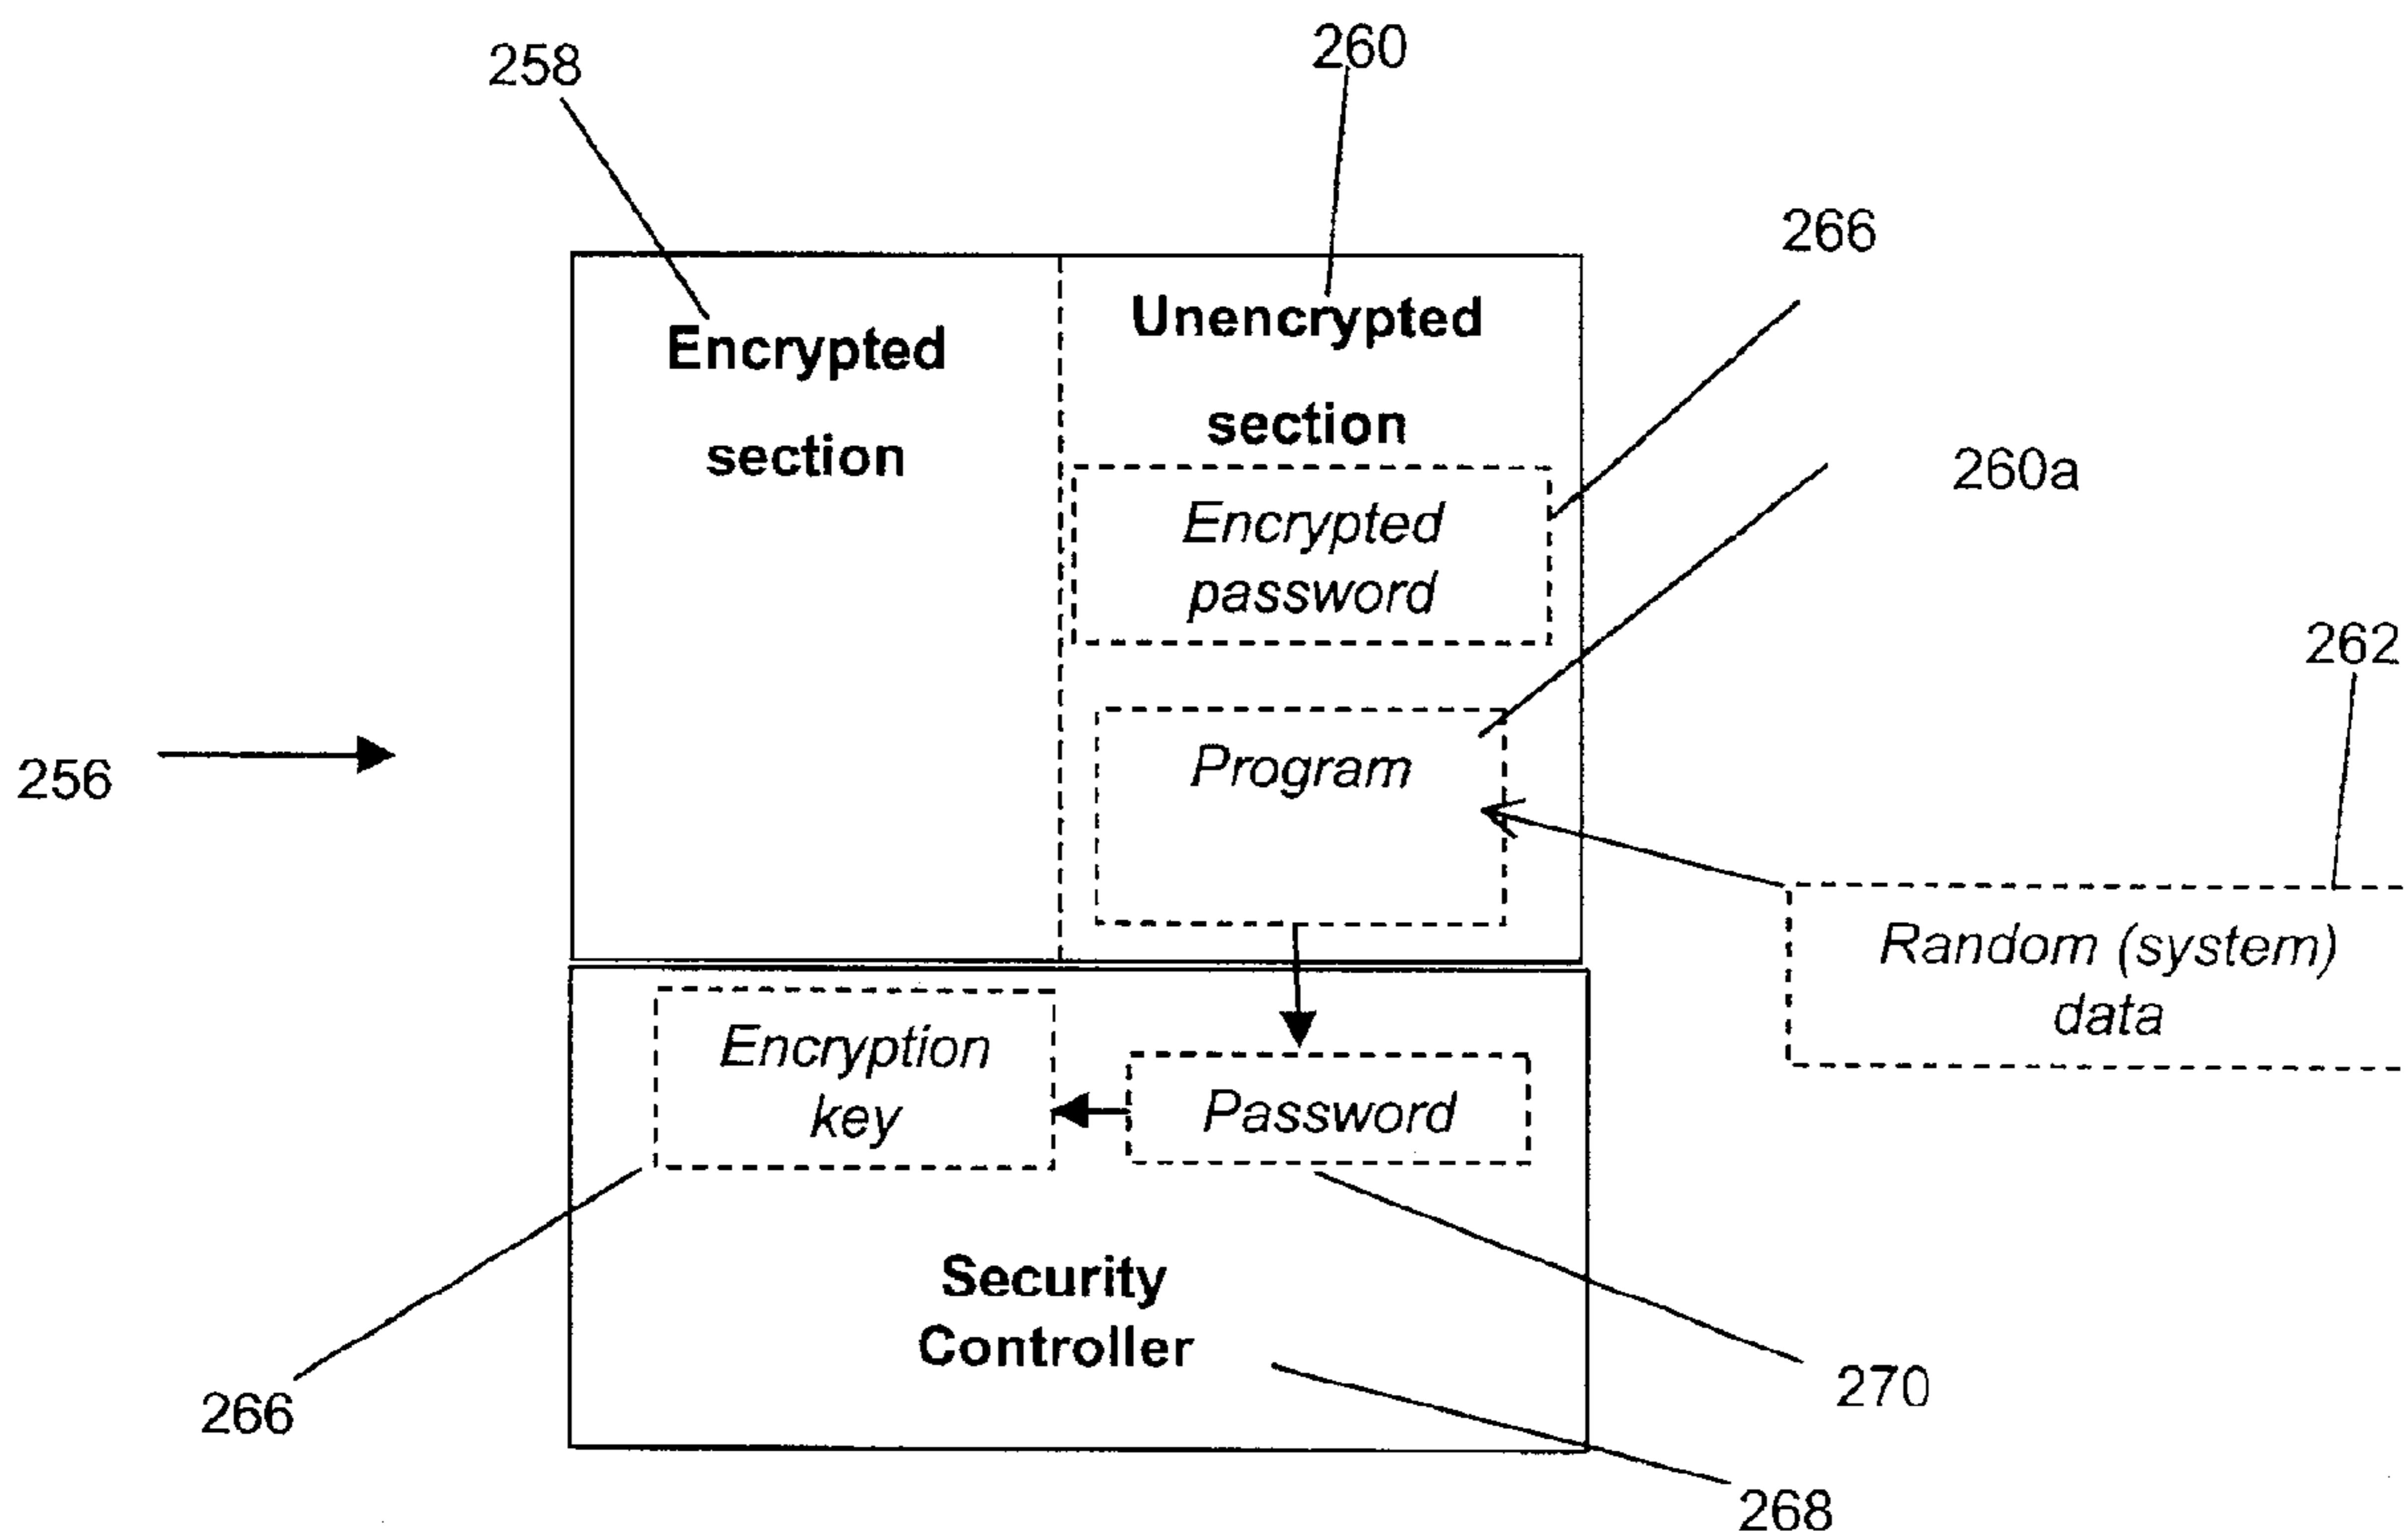 258
260
266
Encrypted
section
Unencrypted
section
260a
Encrypted
password
262
256
Program
Random (system)
data
Encryption
key
Password
Security
Controller
266
270
268